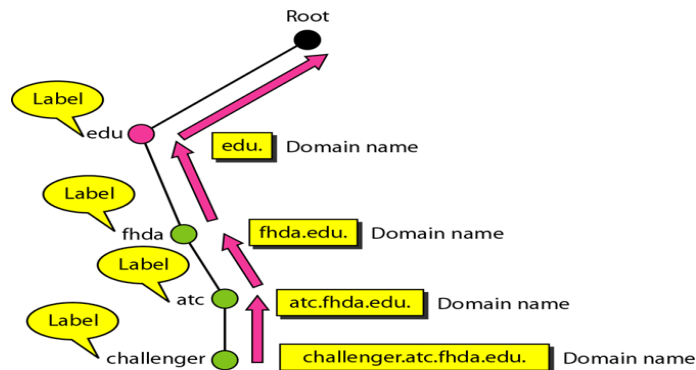 Root
Label
edu
edu. Domain name
Label
fhda
fhda.edu. Domain name
Label
atc
atc.fhda.edu. Domain name
Label
challenger
challenger.atc.fhda.edu. Domain name